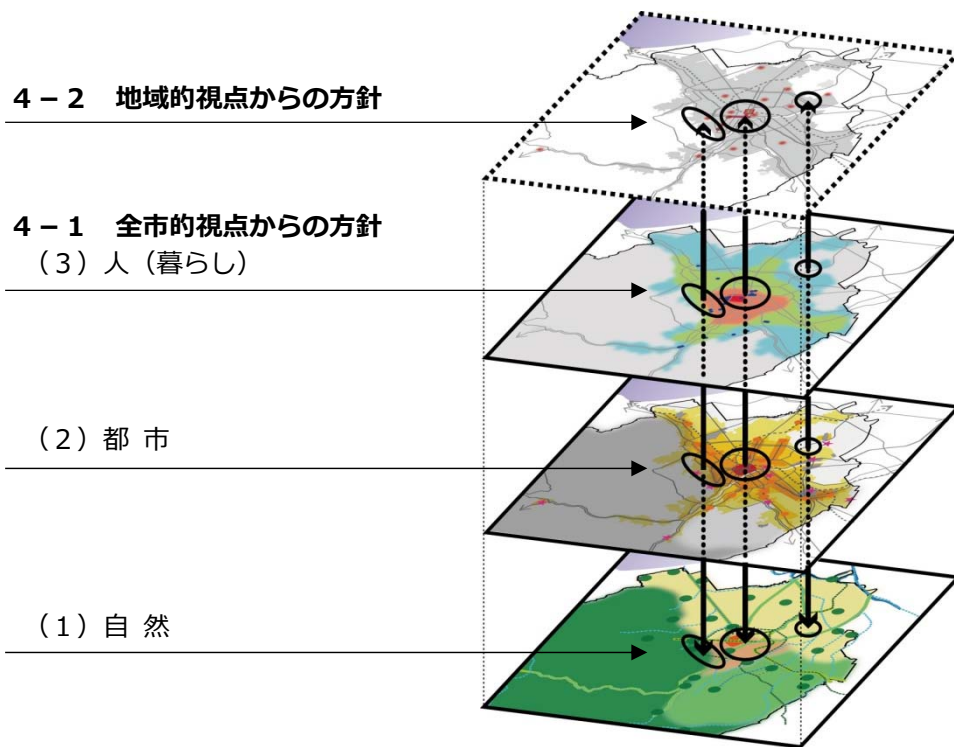 ４－２　地域的視点からの方針
４－１　全市的視点からの方針
（３）人（暮らし）
（２）都 市
（１）自 然